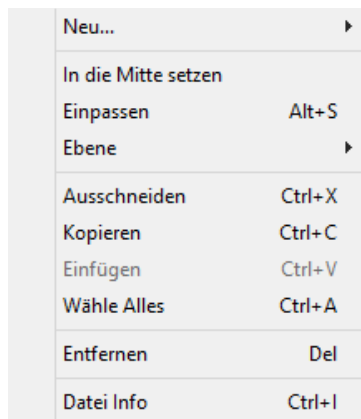 Neu...
In die Mitte setzen
Einpassen Alt+S
Ebene
Ausschneiden Ctrl+X
Kopieren Ctrl+C
Einfügen Ctrl+V
Wähle Alles Ctrl+A
Entfernen Del
Datei Info Ctrl+I